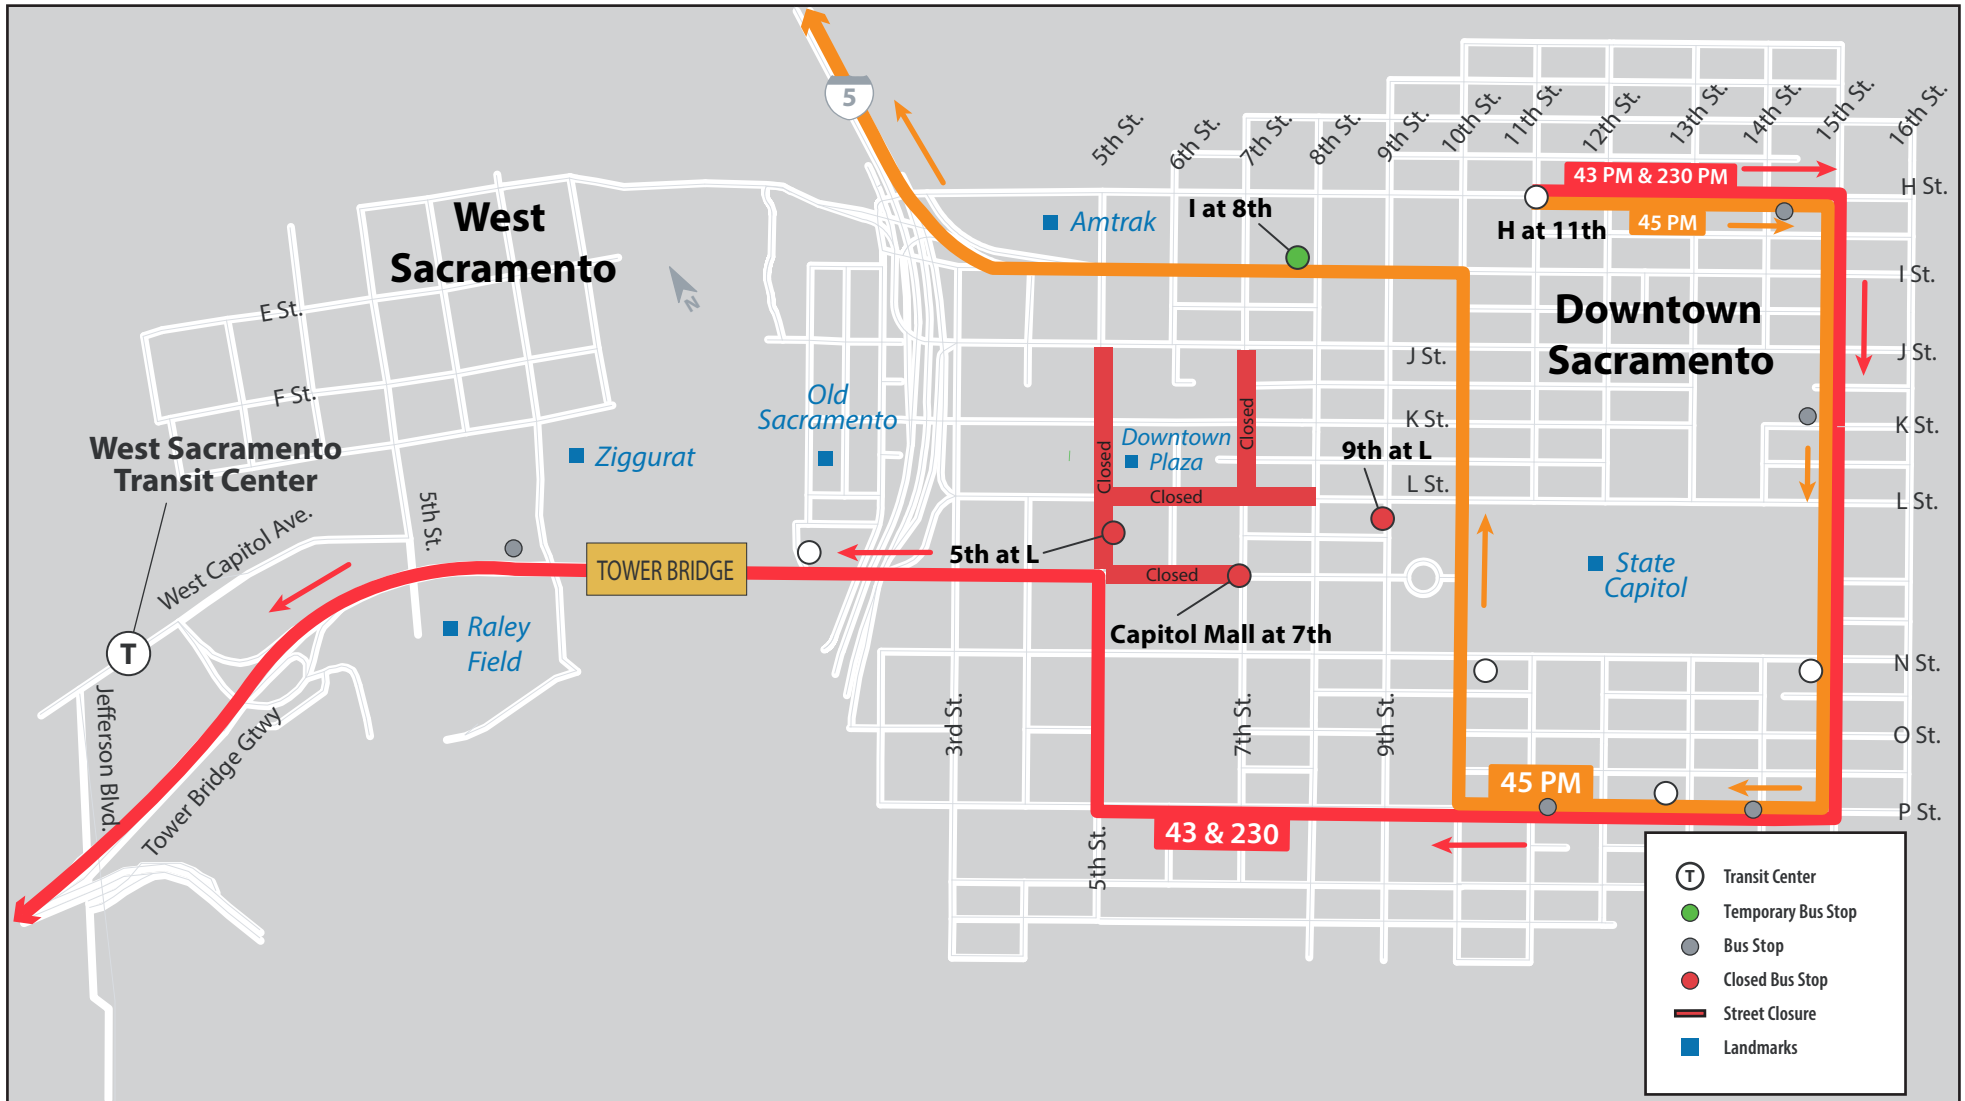 5
5th St.
6th St.
7th St.
8th St.
9th St.
10th St.
11th St.
12th St.
13th St.
14th St.
15th St.
16th St.
43 PM & 230 PM
H St.
West
Sacramento
Amtrak
I at 8th
H at 11th
45 PM
N
I St.
E St.
Downtown
Sacramento
J St.
J St.
F St.
Old
Sacramento
K St.
K St.
Closed
Closed
Downtown
Plaza
9th at L
West Sacramento
Transit Center
Ziggurat
L St.
L St.
Closed
5th St.
West Capitol Ave.
5th at L
TOWER BRIDGE
Closed
State
Capitol
Raley
Field
Capitol Mall at 7th
T
N St.
Jefferson Blvd.
Tower Bridge Gtwy
3rd St.
7th St.
9th St.
O St.
45 PM
P St.
43 & 230
5th St.
T
Transit Center
Temporary Bus Stop
Bus Stop
Closed Bus Stop
Street Closure
Landmarks